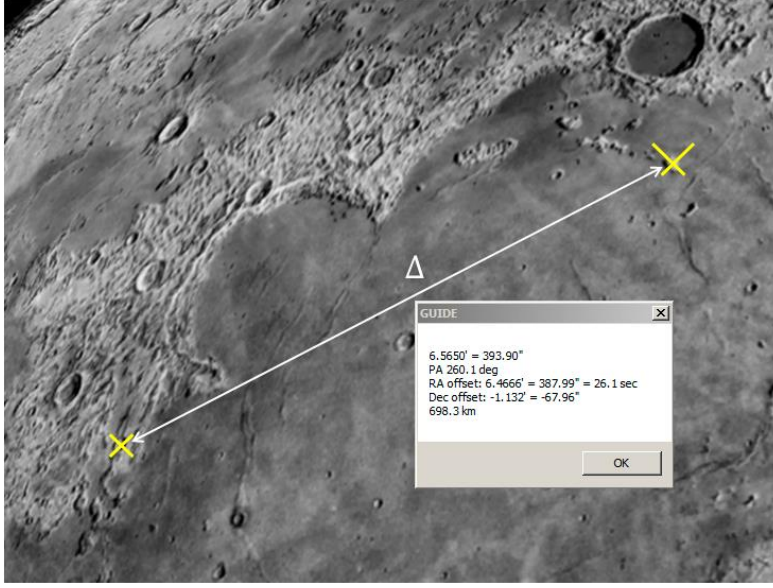 Δ
GUIDE
6.5650' = 393.90"
PA 260.1 deg
RA offset: 6.4666' = 387.99" = 26.1 sec
Dec offset: -1.132' = -67.96"
698.3 km
OK